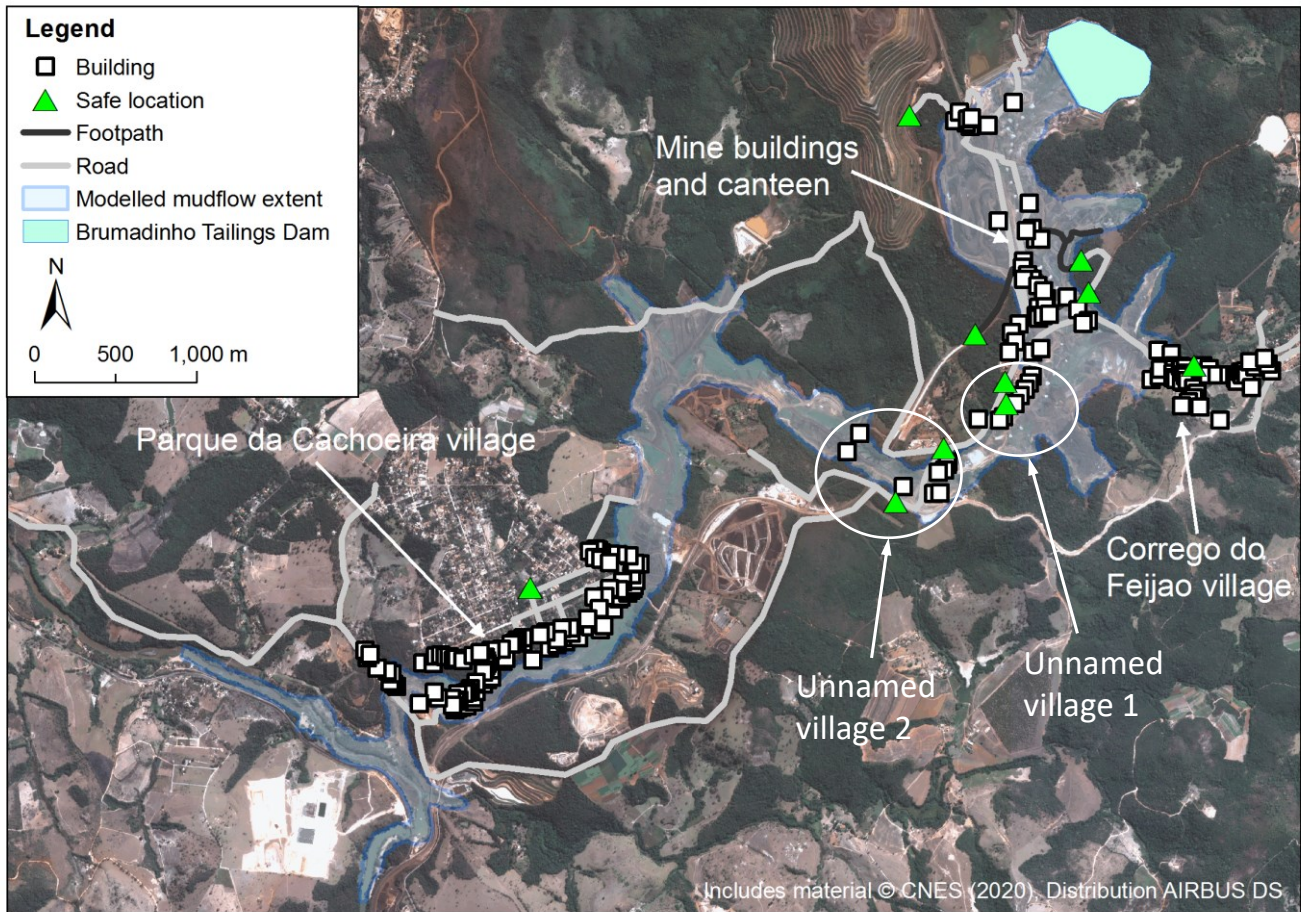 Legend
Building
Safe location
Footpath
Road
Modelled mudflow extent
Brumadinho Tailings Dam
N
0 500 1,000 m
Mine buildings
and canteen
Parque da Cachoeira village
Corrego do
Feijao village
Unnamed
village 1
Unnamed
village 2
Includes material © CNES (2020), Distribution AIRBUS DS